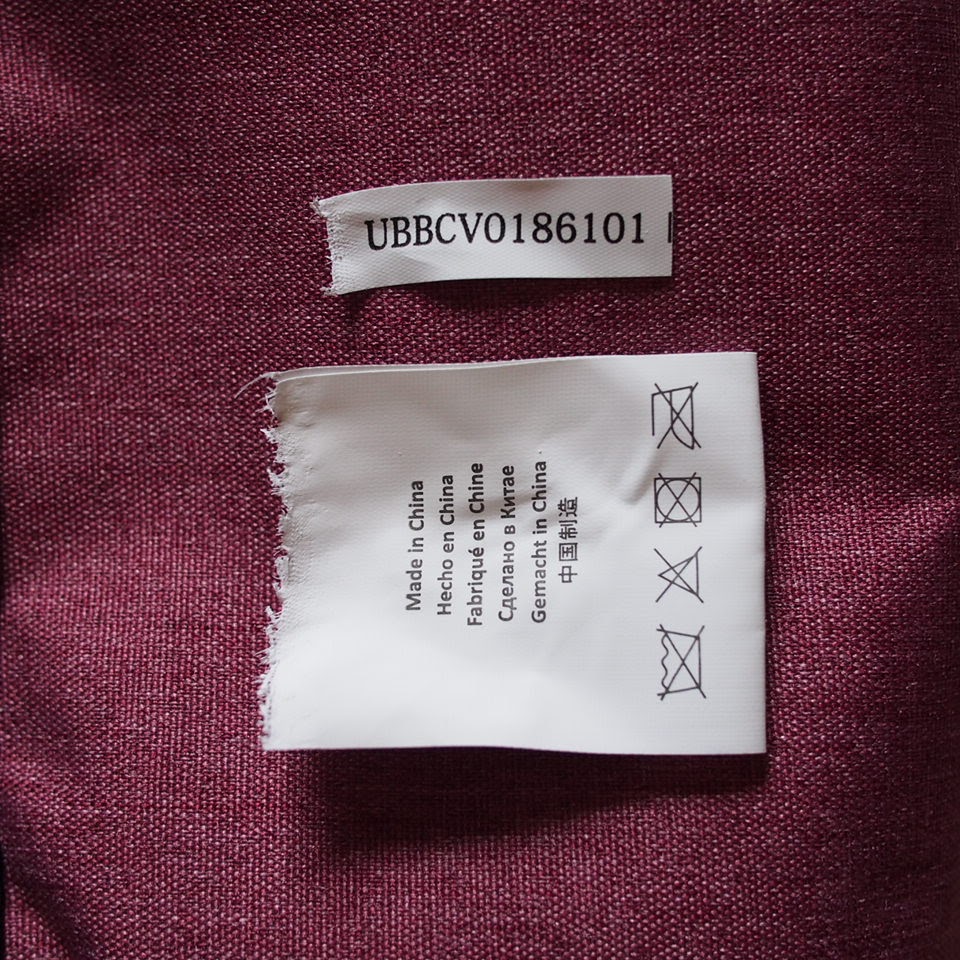 UBBCV0186101
Made in China
Hecho en China
Fabriqué en Chine
Сделано в Китае
Gemacht in China
中国制造